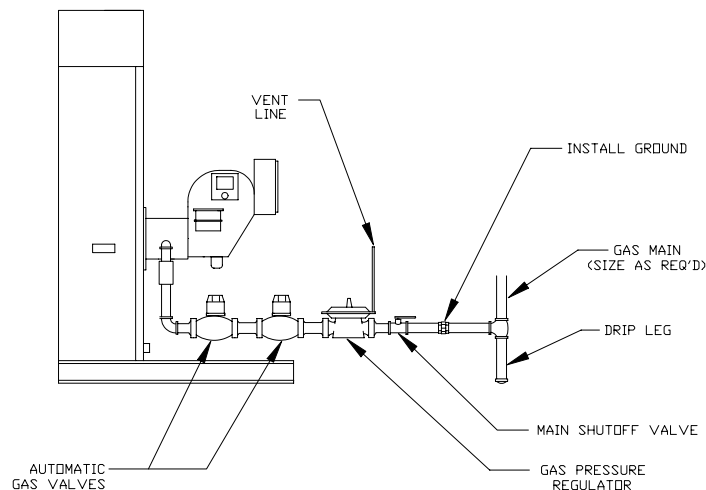 VENT
LINE
INSTALL GROUND
GAS MAIN
(SIZE AS REQ'D)
DRIP LEG
MAIN SHUTOFF VALVE
AUTOMATIC
GAS VALVES
GAS PRESSURE
REGULATOR